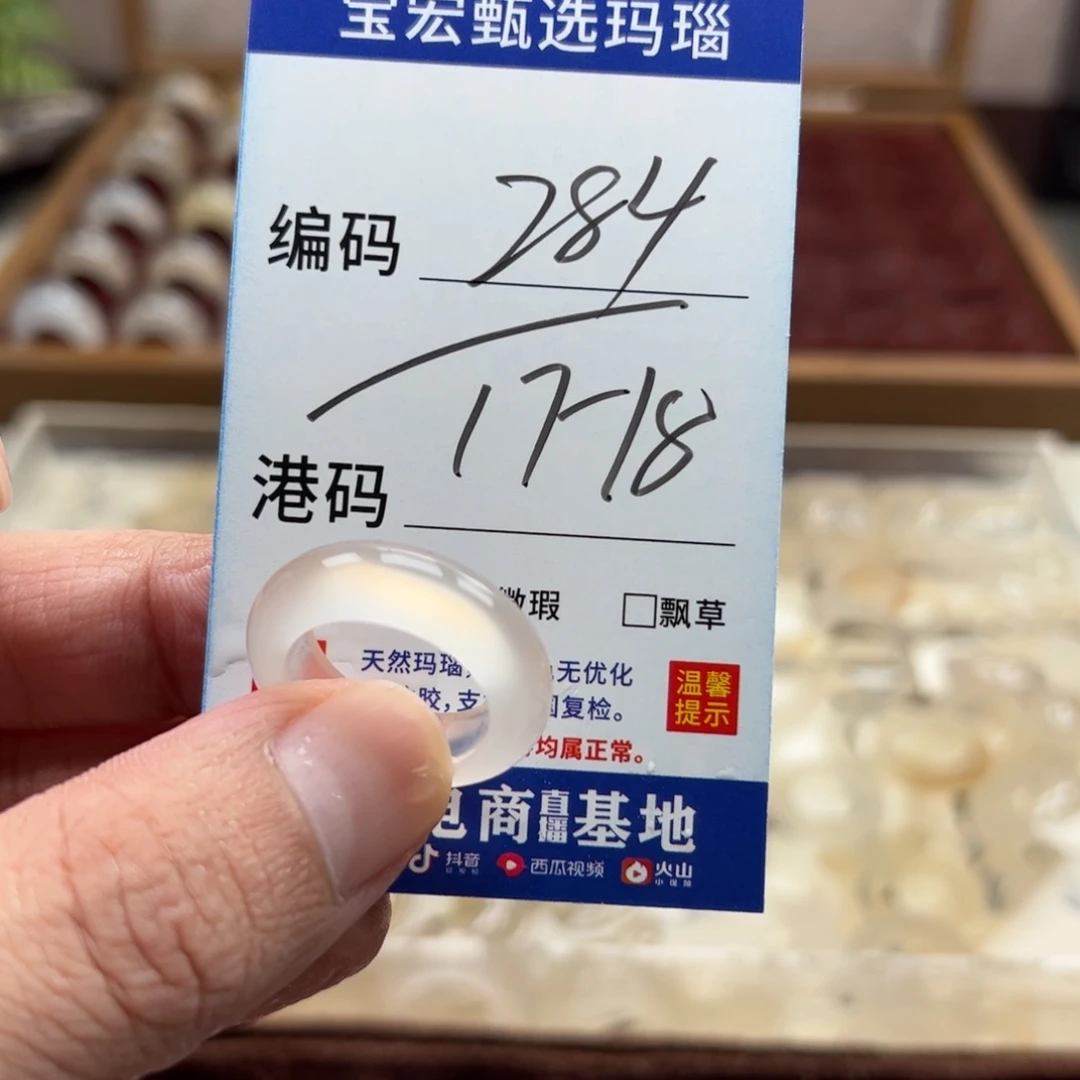 宝宏甄选玛瑙
编码 284
港码 17-18
微瑕 □飘草
天然玛瑙 无优化
胶,支 复检。
温馨
提示
均属正常。
电商直播基地
抖音 西瓜视频 火山